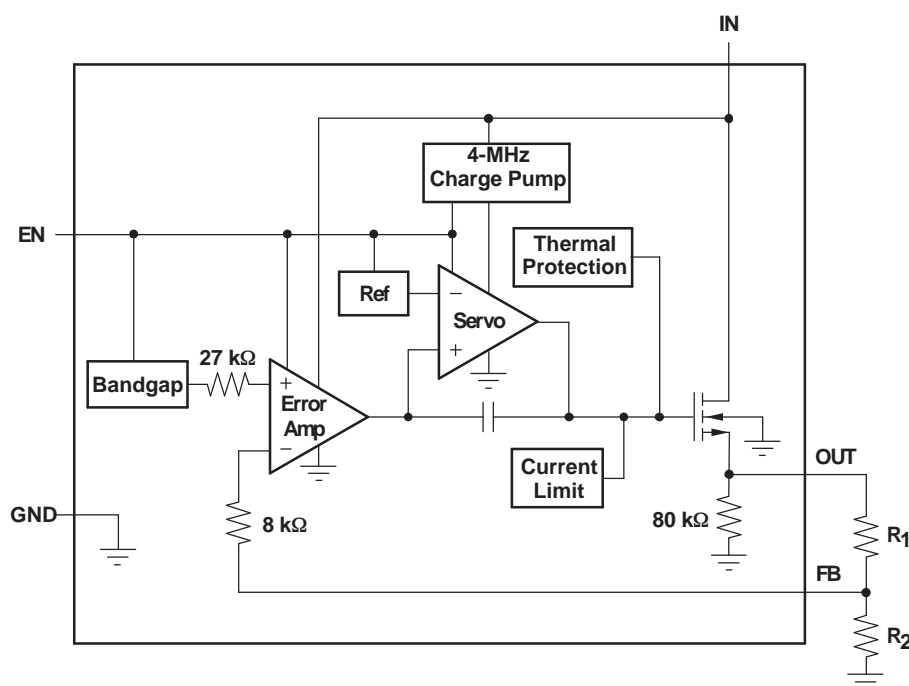 IN
4-MHz
Charge Pump
EN
Thermal
Protection
Ref
−
Servo
27 kΩ
+
Bandgap
+
Error
Amp
−
Current
Limit
OUT
GND
8 kΩ
80 kΩ
R1
FB
R2